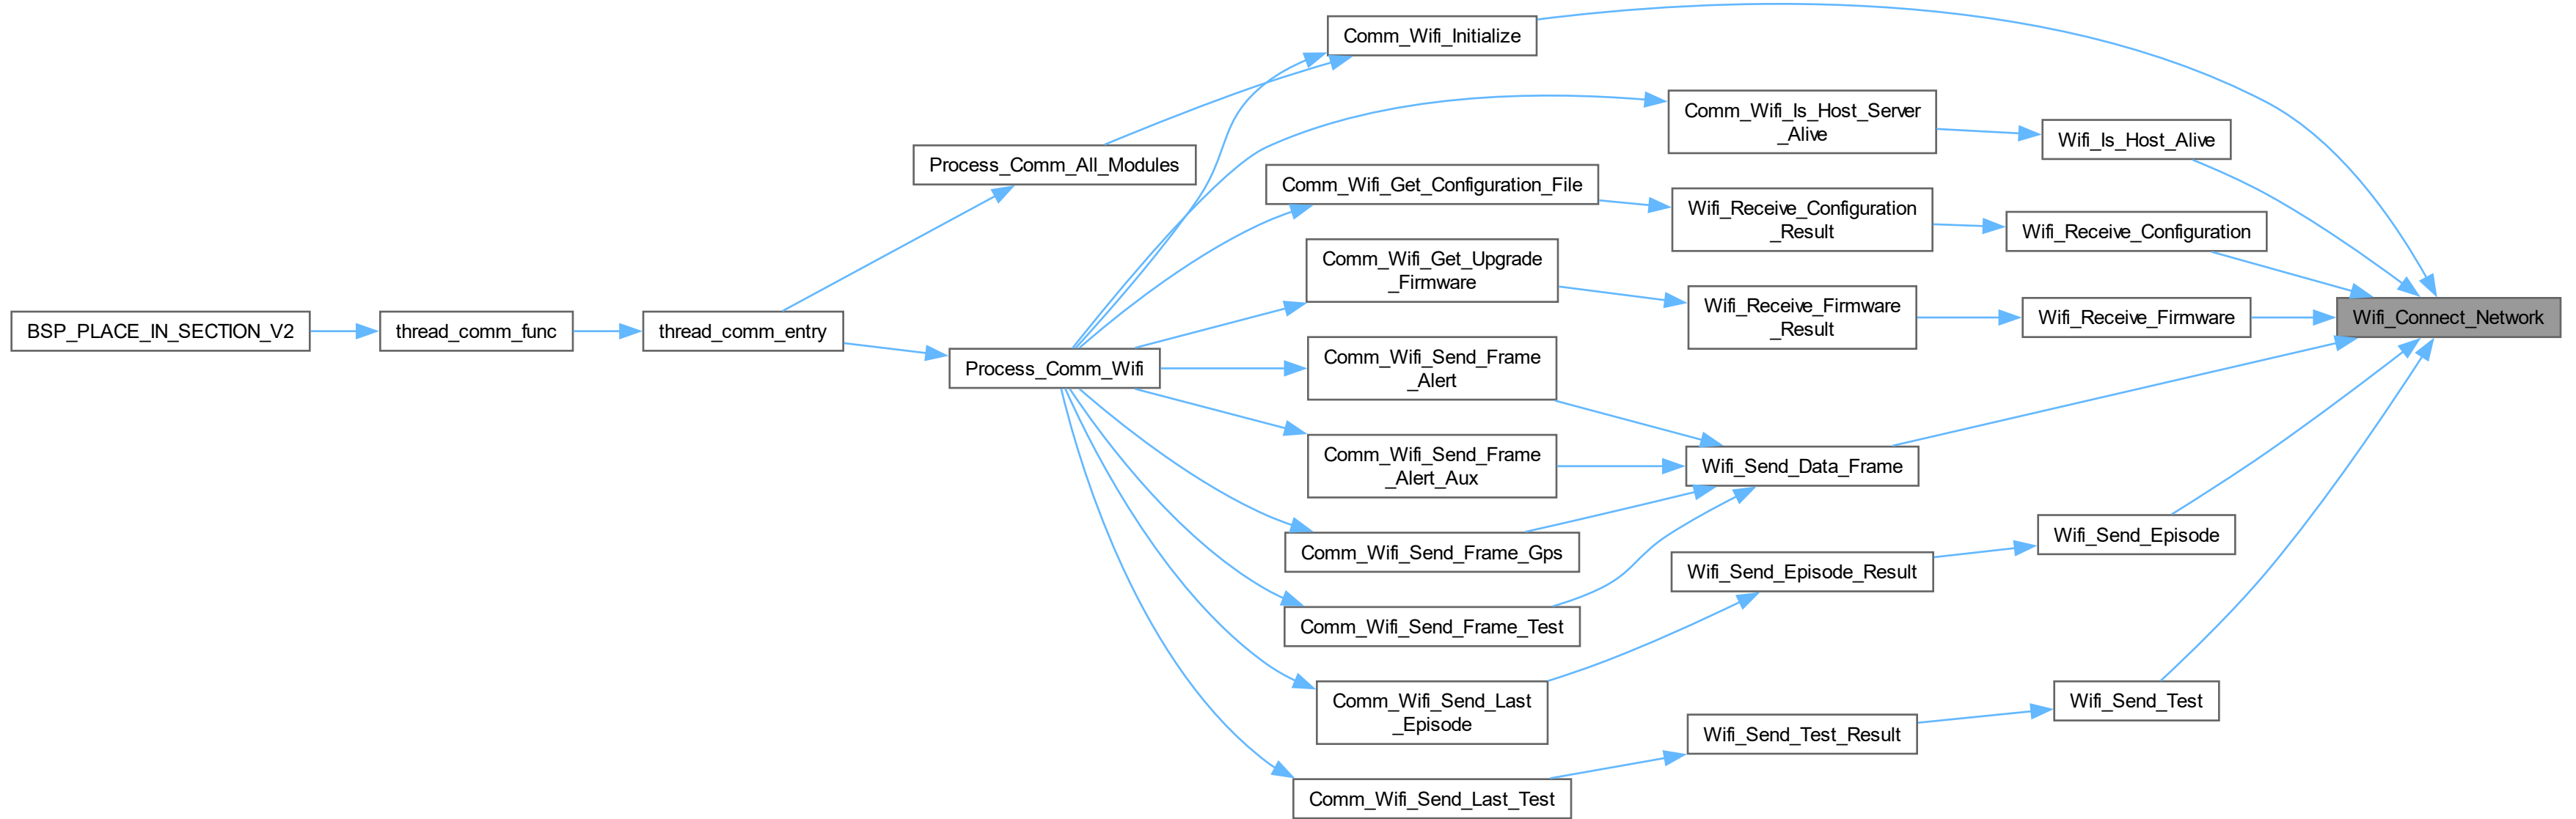 BSP_PLACE_IN_SECTION_V2
thread_comm_func
thread_comm_entry
Process_Comm_All_Modules
Process_Comm_Wifi
Comm_Wifi_Initialize
Comm_Wifi_Is_Host_Server
_Alive
Comm_Wifi_Get_Configuration_File
Comm_Wifi_Get_Upgrade
_Firmware
Comm_Wifi_Send_Frame
_Alert
Comm_Wifi_Send_Frame
_Alert_Aux
Comm_Wifi_Send_Frame_Gps
Comm_Wifi_Send_Frame_Test
Comm_Wifi_Send_Last
_Episode
Comm_Wifi_Send_Last_Test
Wifi_Receive_Configuration
_Result
Wifi_Receive_Firmware
_Result
Wifi_Send_Data_Frame
Wifi_Send_Episode_Result
Wifi_Send_Test_Result
Wifi_Is_Host_Alive
Wifi_Receive_Configuration
Wifi_Receive_Firmware
Wifi_Send_Episode
Wifi_Send_Test
Wifi_Connect_Network